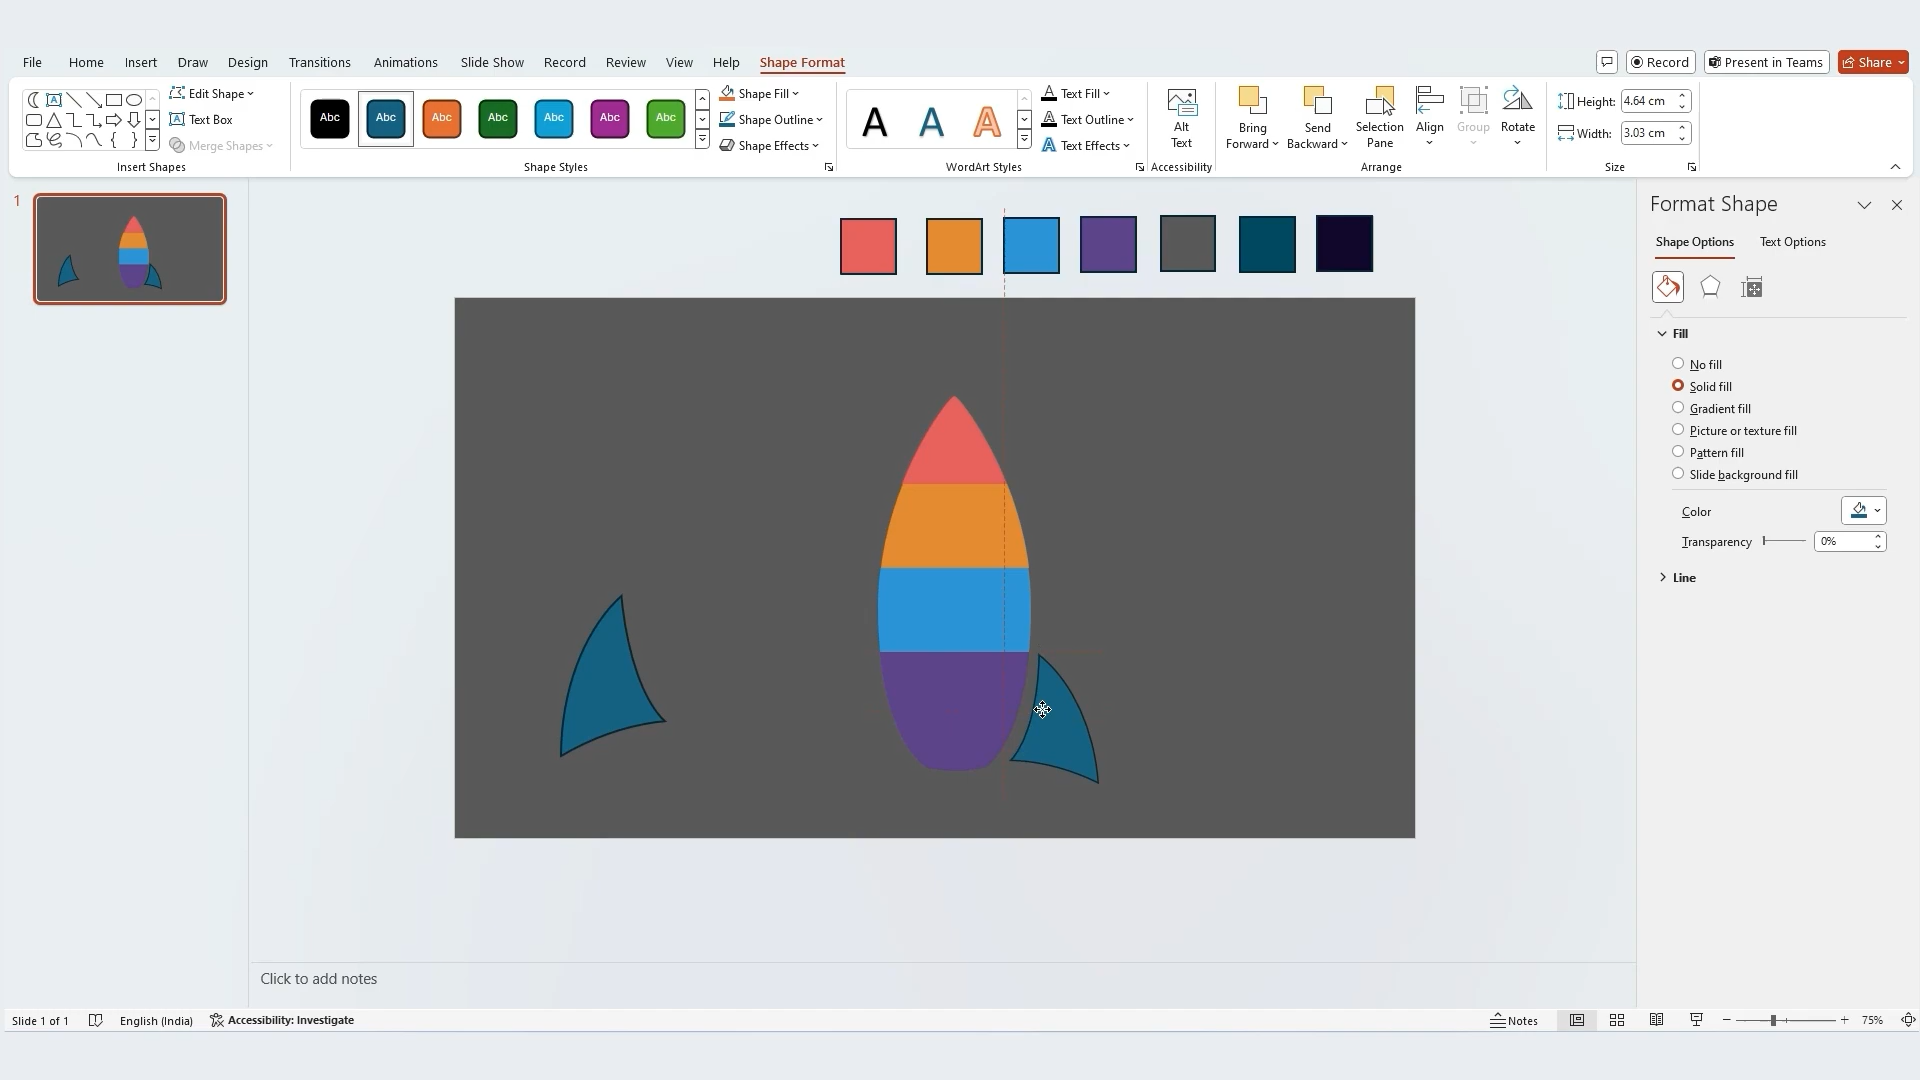 File Home Insert Draw Design Transitions Animations Slide Show Record Review View Help Shape Format Record Present in Teams Share
Edit Shape
Text Box
Merge Shapes
Insert Shapes
Abc Abc Abc Abc Abc Abc Abc
Shape Fill
Shape Outline
Shape Effects
Shape Styles
A A A
Text Fill
Text Outline
Text Effects
WordArt Styles
Alt
Text
Accessibility
Bring
Forward
Send
Backward
Selection
Pane
Align
Group
Rotate
Arrange
Height: 4.64 cm
Width: 3.03 cm
Size
1
Format Shape
Shape Options Text Options
Fill
No fill
Solid fill
Gradient fill
Picture or texture fill
Pattern fill
Slide background fill
Color
Transparency 0%
Line
Click to add notes
Slide 1 of 1 English (India) Accessibility: Investigate Notes 75%